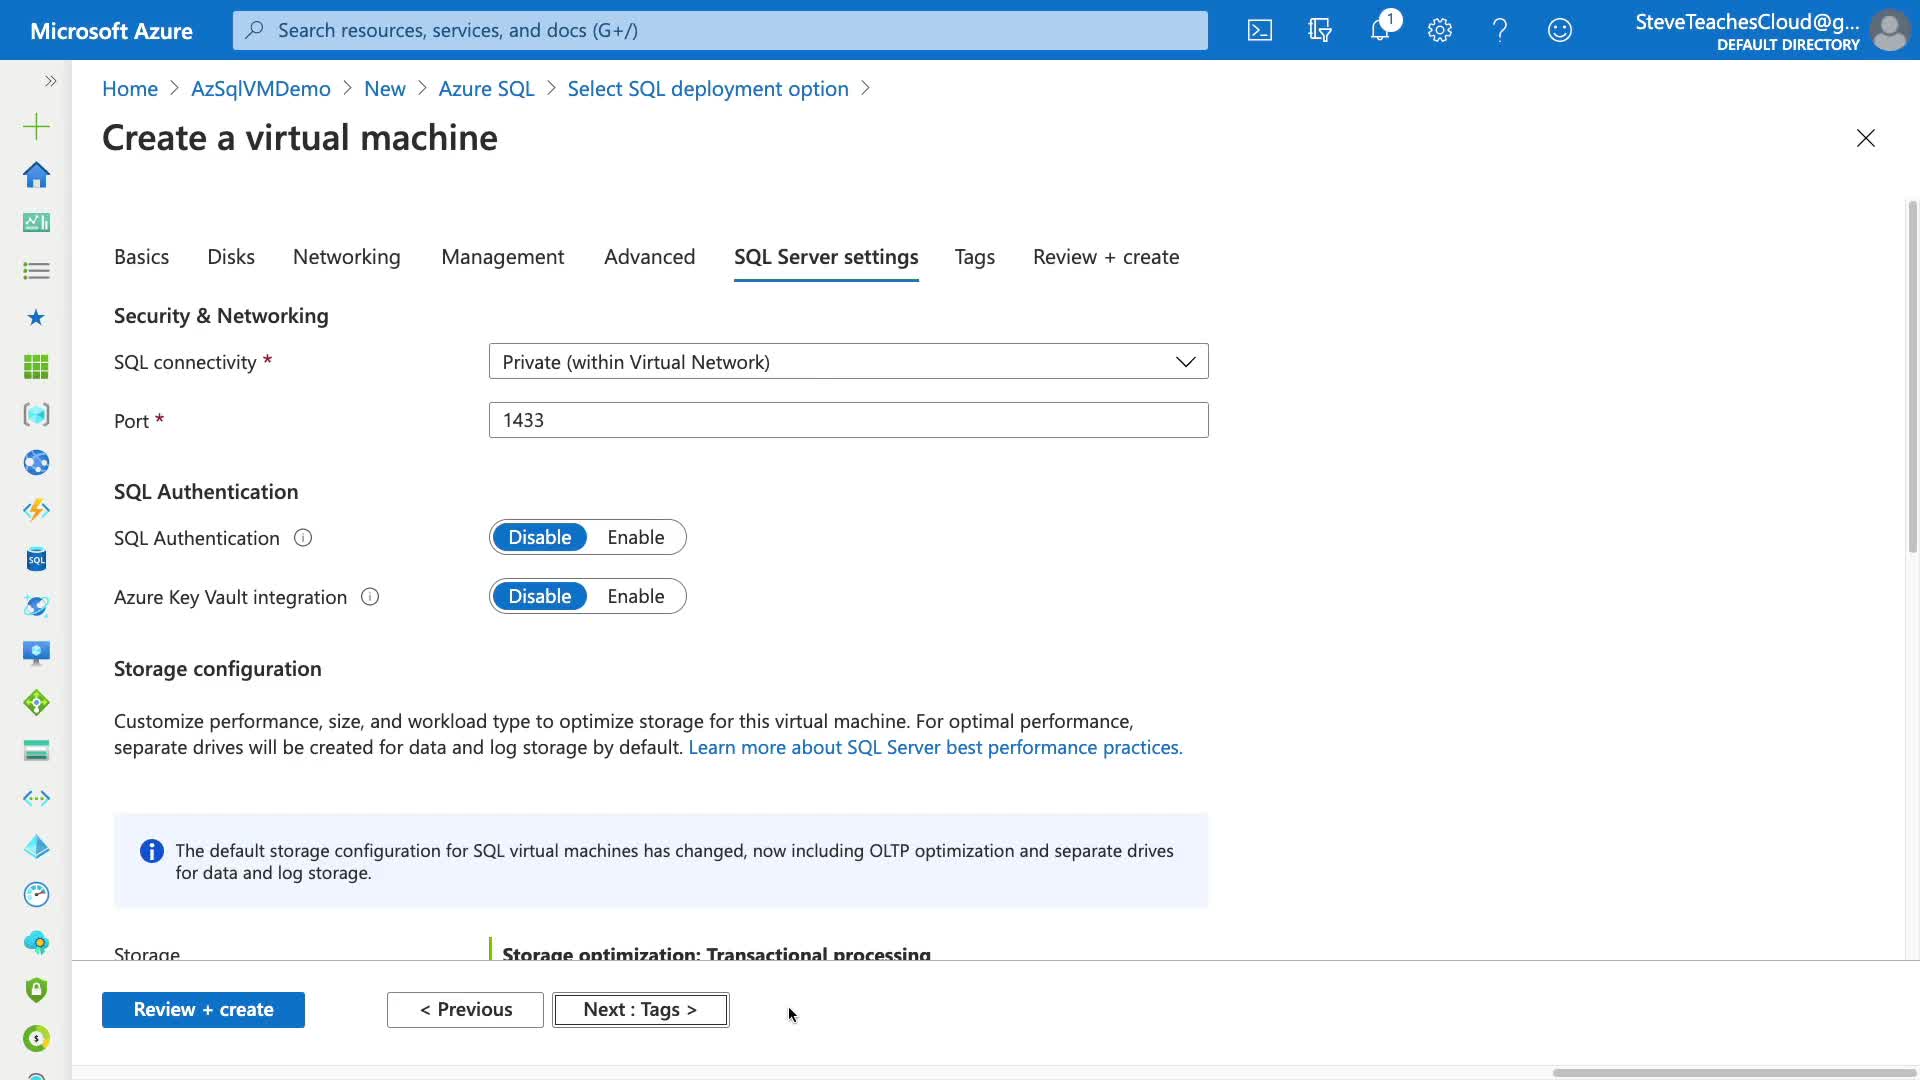 Microsoft Azure
Search resources, services, and docs (G+/)
1
SteveTeachesCloud@g...
DEFAULT DIRECTORY
Home > AzSqlVMDemo > New > Azure SQL > Select SQL deployment option >
Create a virtual machine
Basics Disks Networking Management Advanced SQL Server settings Tags Review + create
Security & Networking
SQL connectivity *
Private (within Virtual Network)
Port *
1433
SQL Authentication
SQL Authentication
Disable Enable
Azure Key Vault integration
Disable Enable
Storage configuration
Customize performance, size, and workload type to optimize storage for this virtual machine. For optimal performance,
separate drives will be created for data and log storage by default. Learn more about SQL Server best performance practices.
The default storage configuration for SQL virtual machines has changed, now including OLTP optimization and separate drives
for data and log storage.
Storage
Storage optimization: Transactional processing
Review + create
< Previous
Next : Tags >
SQL